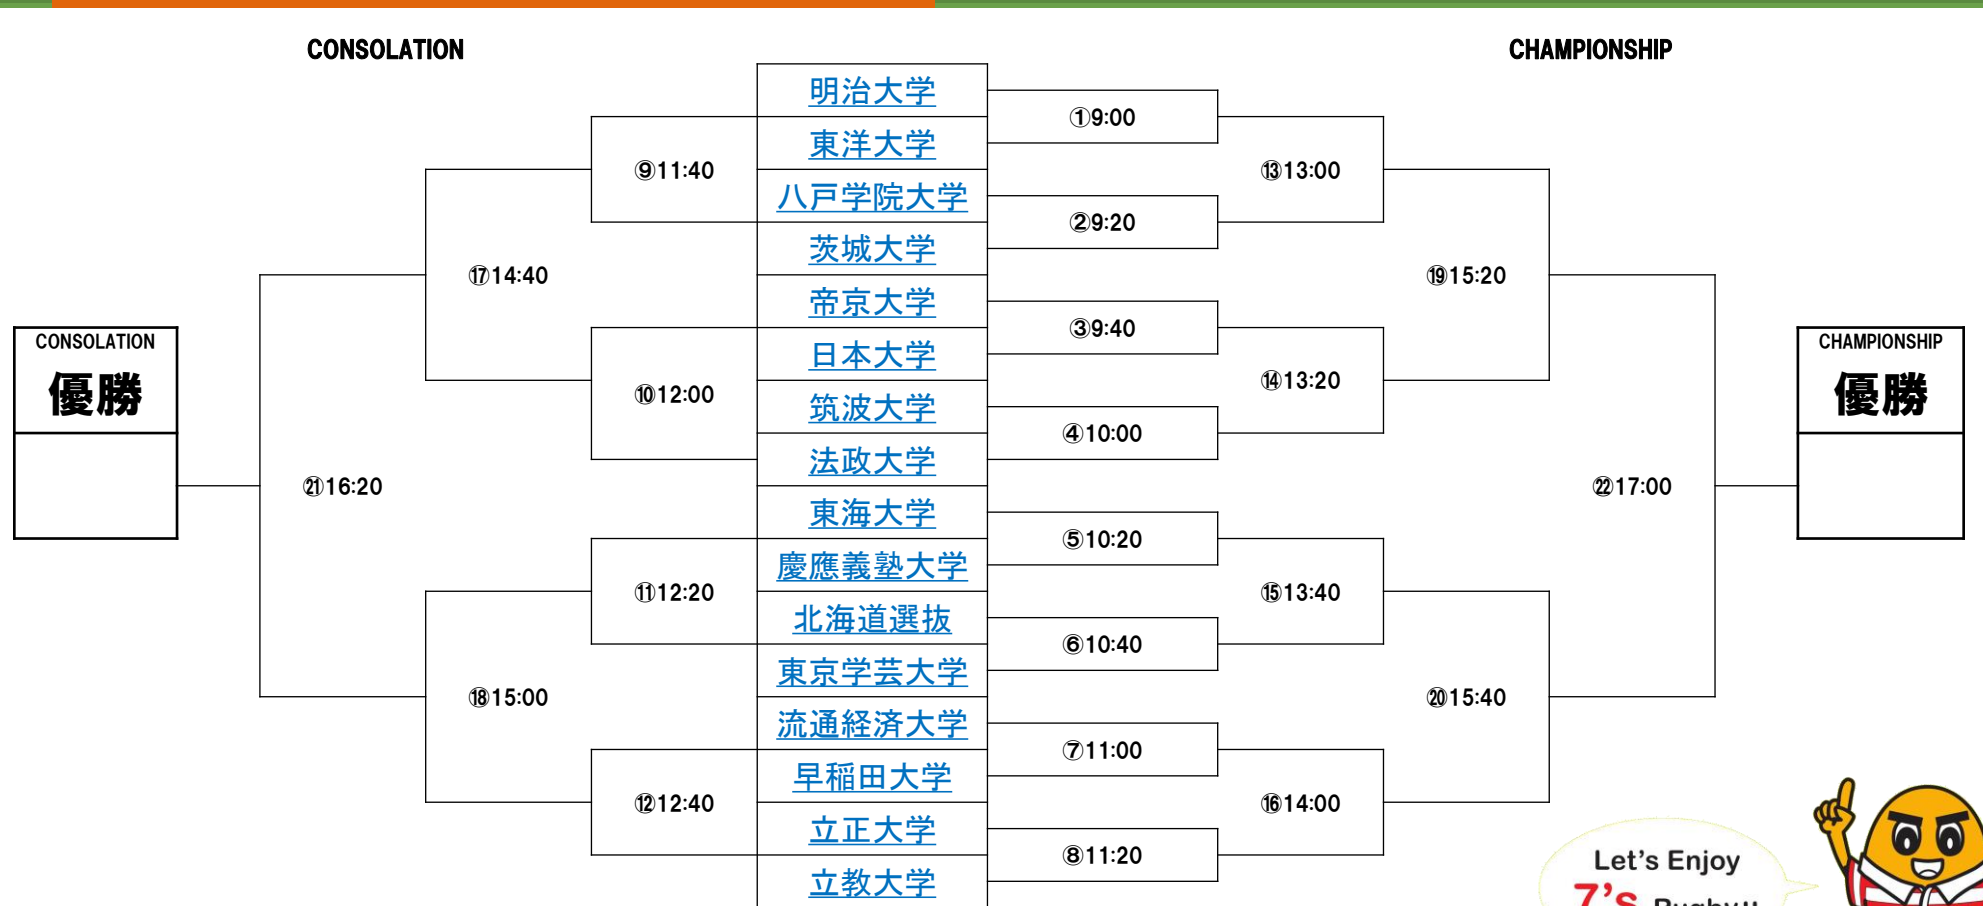 CONSOLATION
CHAMPIONSHIP
明治大学
①9:00
東洋大学
⑨11:40
⑬13:00
八戸学院大学
②9:20
茨城大学
⑰14:40
⑲15:20
帝京大学
③9:40
CONSOLATION
優勝
日本大学
CHAMPIONSHIP
優勝
⑩12:00
⑭13:20
筑波大学
④10:00
法政大学
㉑16:20
㉒17:00
東海大学
⑤10:20
慶應義塾大学
⑪12:20
⑮13:40
北海道選抜
⑥10:40
東京学芸大学
⑱15:00
⑳15:40
流通経済大学
⑦11:00
早稲田大学
⑫12:40
⑯14:00
立正大学
⑧11:20
立教大学
Let's Enjoy
7's Rugby!!